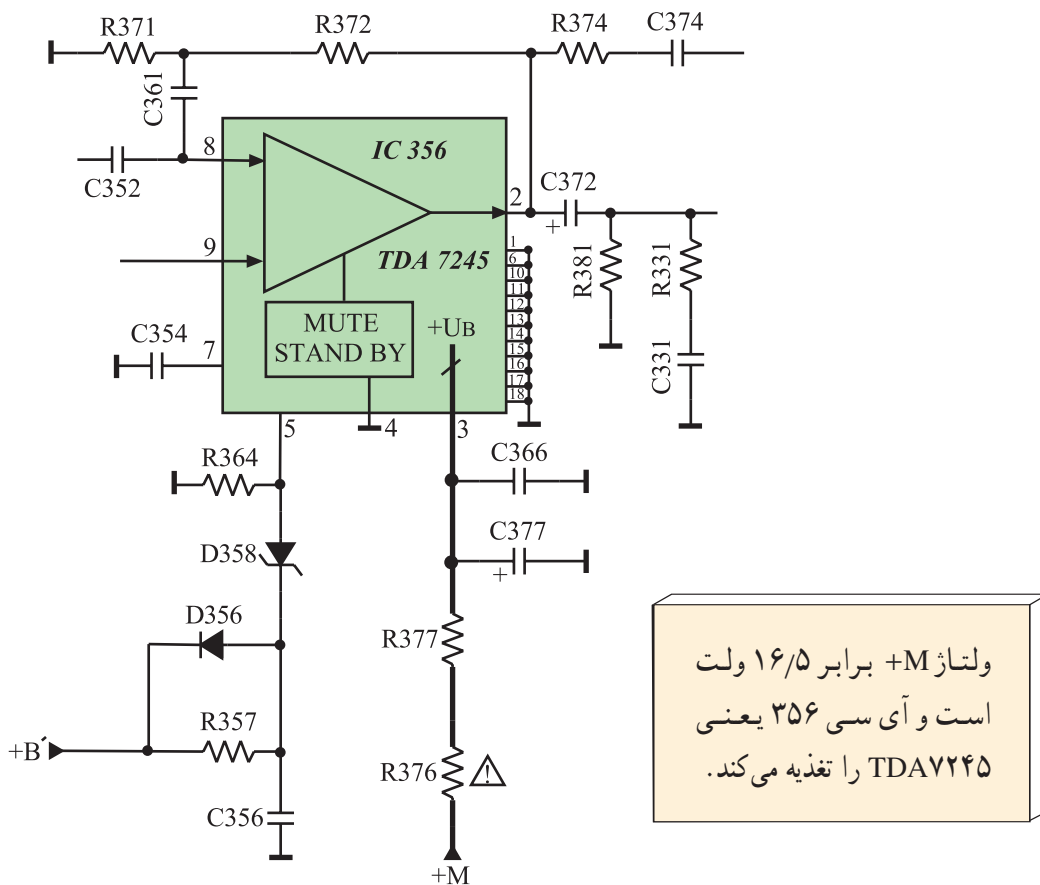 R371
R372
R374
C374
C361
8
IC 356
C352
2
C372
+
9
TDA 7245
1
6
10
11
12
13
14
15
16
17
18
R381
R331
C331
MUTE
STAND BY
+UB
C354
7
5
4
3
R364
C366
D358
C377
+
D356
R377
R357
+B'
R376
!
C356
+M
ولتاژ M+ برابر ۱۶/۵ ولت
است و آی سی ۳۵۶ یعنی
TDA۷۲۴۵ را تغذیه می‌کند.